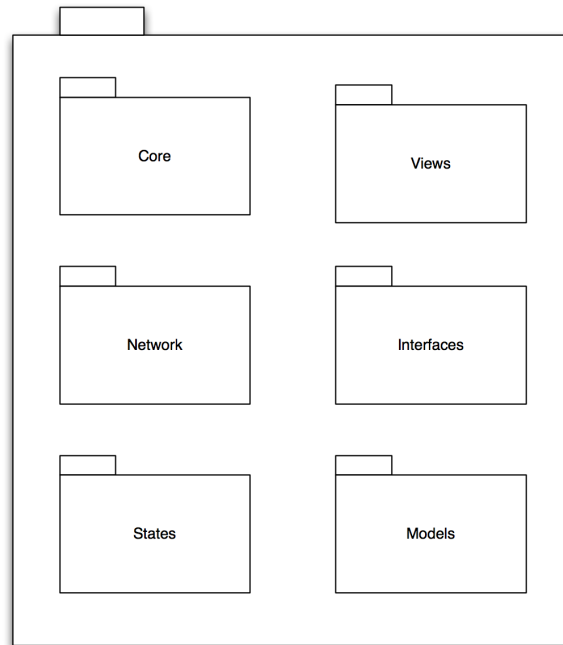 Core
Views
Network
Interfaces
States
Models